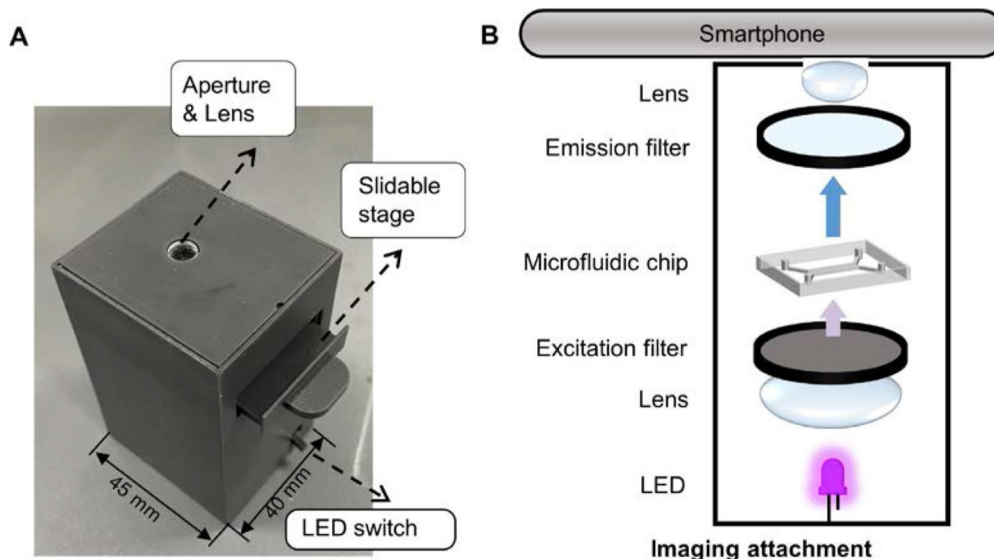 A
Aperture
& Lens
Slidable
stage
45 mm
40 mm
LED switch
B
Smartphone
Lens
Emission filter
Microfluidic chip
Excitation filter
Lens
LED
Imaging attachment